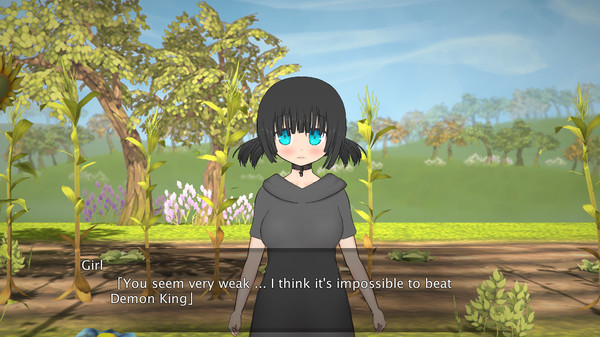 Girl
「You seem very weak ... I think it's impossible to beat
Demon King」